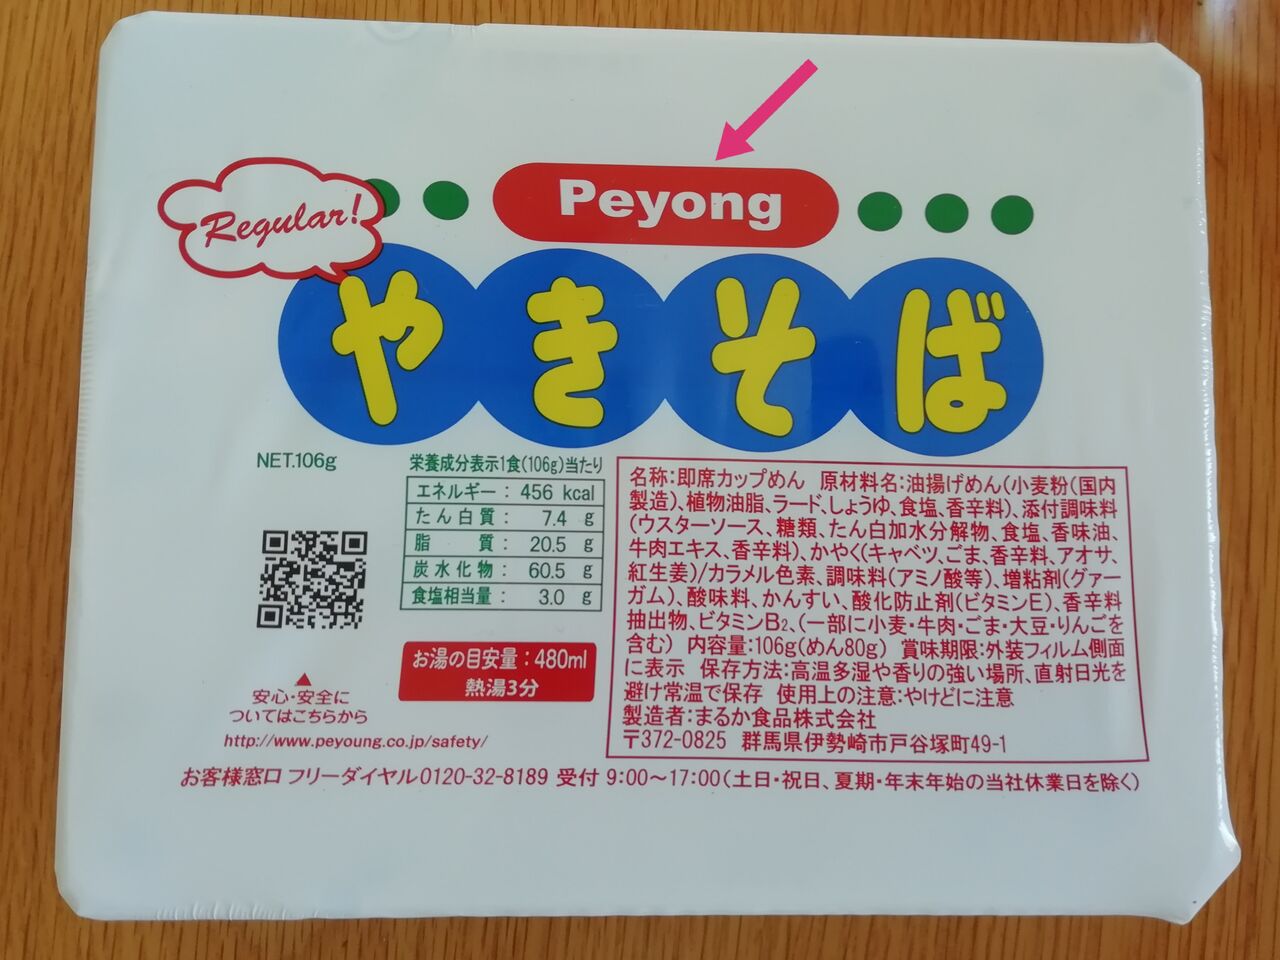 Peyong
Regular!
やきそば
NET.106g
栄養成分表示1食(106g)当たり
エネルギー： 456 kcal
たん白質： 7.4 g
脂質： 20.5 g
炭水化物： 60.5 g
食塩相当量： 3.0 g
お湯の目安量：480ml
熱湯3分
安心・安全に
ついてはこちらから
http://www.peyoung.co.jp/safety/
名称：即席カップめん 原材料名：油揚げめん(小麦粉(国内
製造)、植物油脂、ラード、しょうゆ、食塩、香辛料)、添付調味料
(ウスターソース、糖類、たん白加水分解物、食塩、香味油、
牛肉エキス、香辛料)、かやく(キャベツ、ごま、香辛料、アオサ、
紅生姜)/カラメル色素、調味料(アミノ酸等)、増粘剤(グァー
ガム)、酸味料、かんすい、酸化防止剤(ビタミンE)、香辛料
抽出物、ビタミンB₂、(一部に小麦・牛肉・ごま・大豆・りんごを
含む) 内容量：106g(めん80g) 賞味期限：外装フィルム側面
に表示 保存方法：高温多湿や香りの強い場所、直射日光を
避け常温で保存 使用上の注意：やけどに注意
製造者：まるか食品株式会社
〒372-0825 群馬県伊勢崎市戸谷塚町49-1
お客様窓口 フリーダイヤル0120-32-8189 受付 9:00～17:00(土日・祝日、夏期・年末年始の当社休業日を除く)